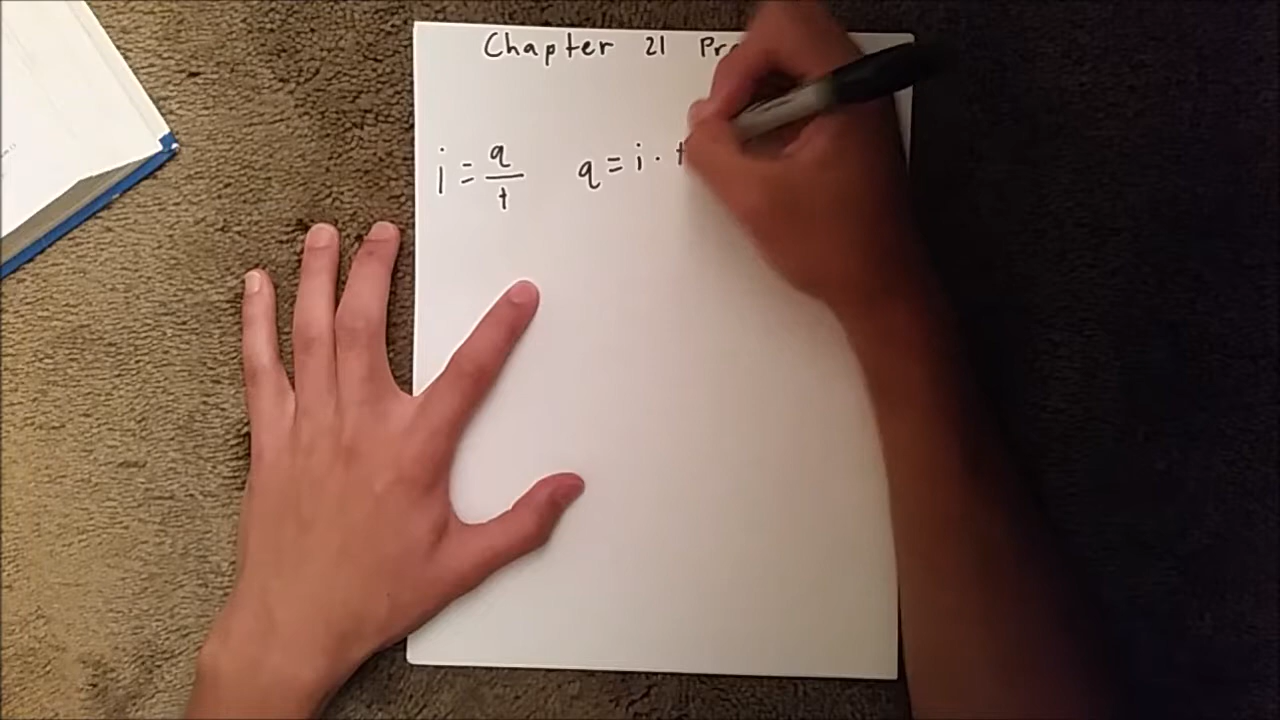 Chapter 21
i = q/t q = i · t